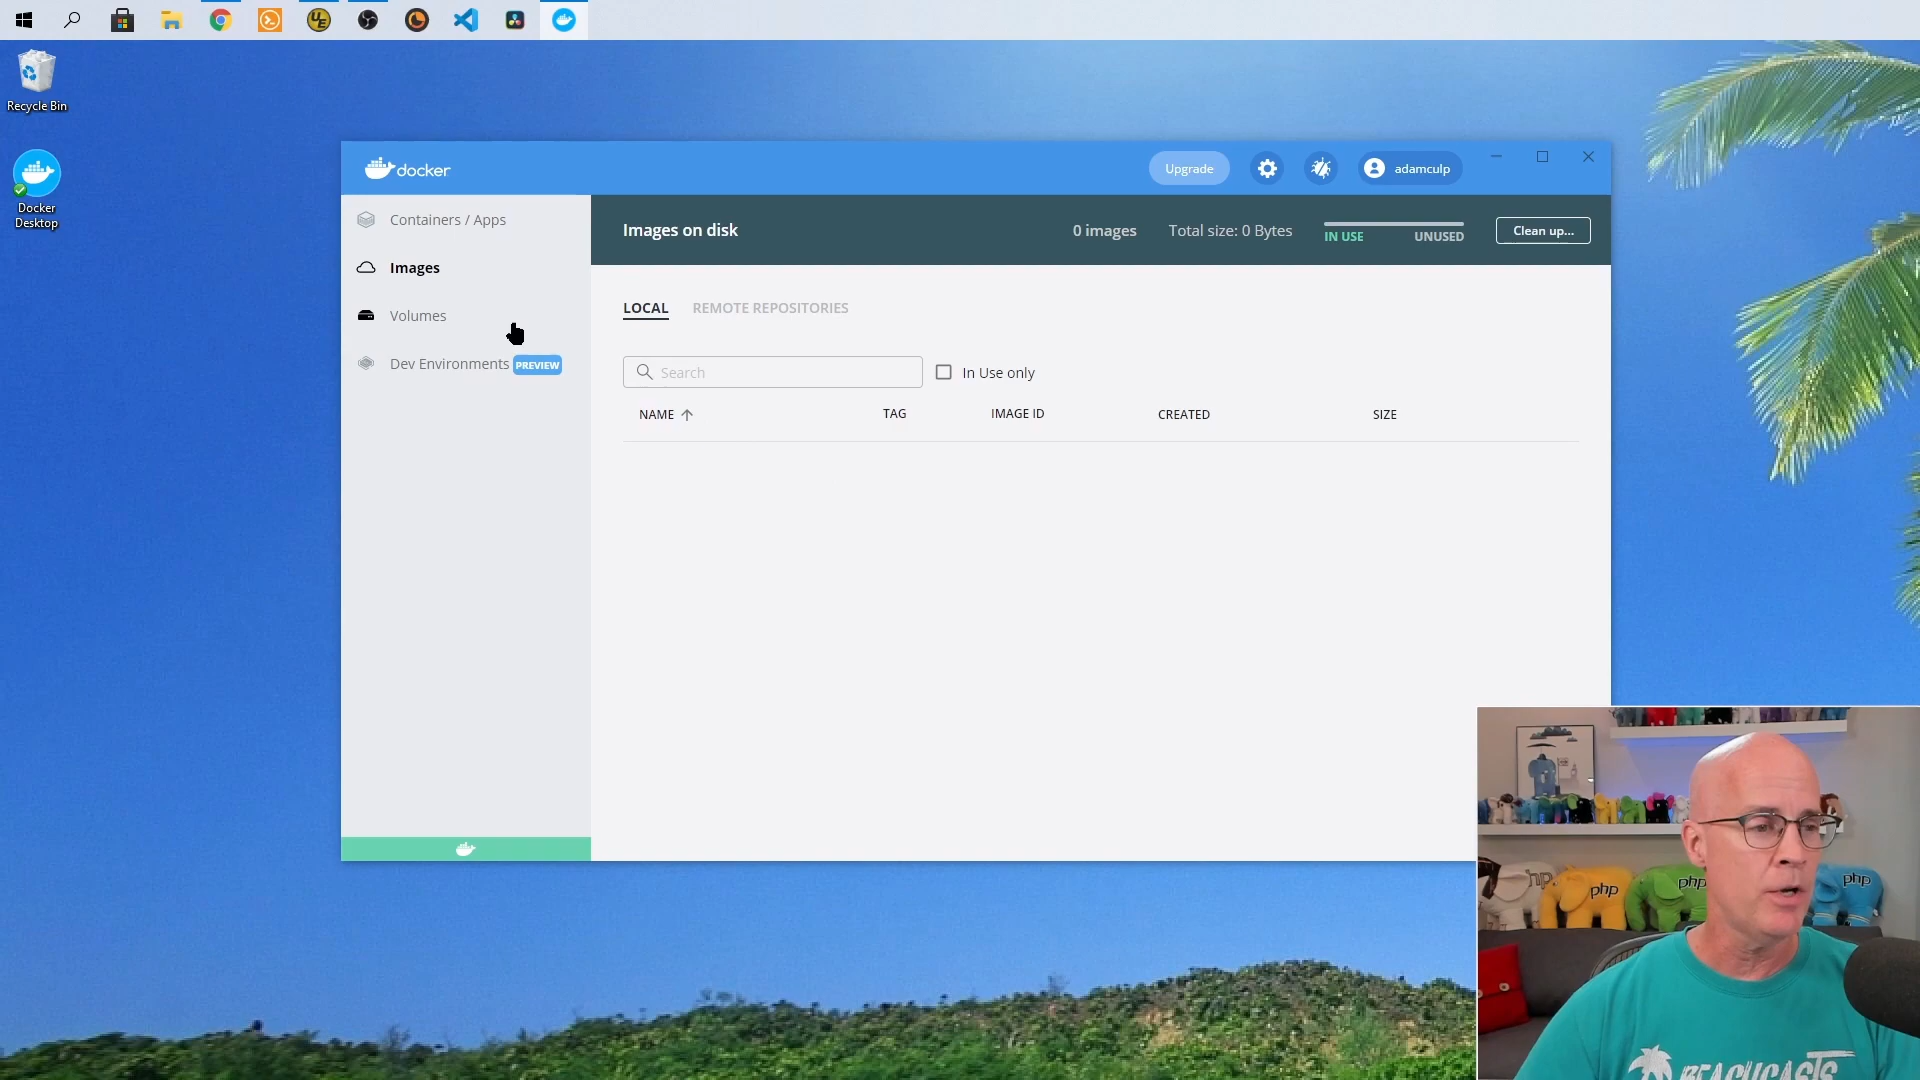 Recycle Bin
Docker
Desktop
docker
Upgrade
adamculp
Containers / Apps
Images
Volumes
Dev Environments PREVIEW
Images on disk
0 images
Total size: 0 Bytes
IN USE
UNUSED
Clean up...
LOCAL
REMOTE REPOSITORIES
Search
In Use only
NAME
TAG
IMAGE ID
CREATED
SIZE
UE
php
php
php
BEACHCASTS